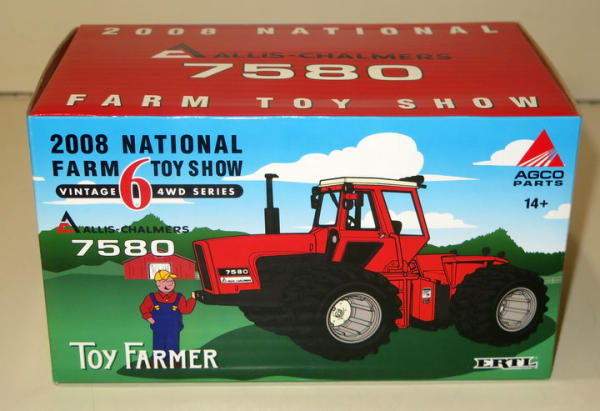 2008 NATIONAL
ALLIS-CHALMERS
7580
FARM TOY SHOW
2008 NATIONAL
FARM 6 TOY SHOW
VINTAGE 4WD SERIES
ALLIS-CHALMERS
7580
AGCO
PARTS
14+
7580
TOY FARMER
ERTL